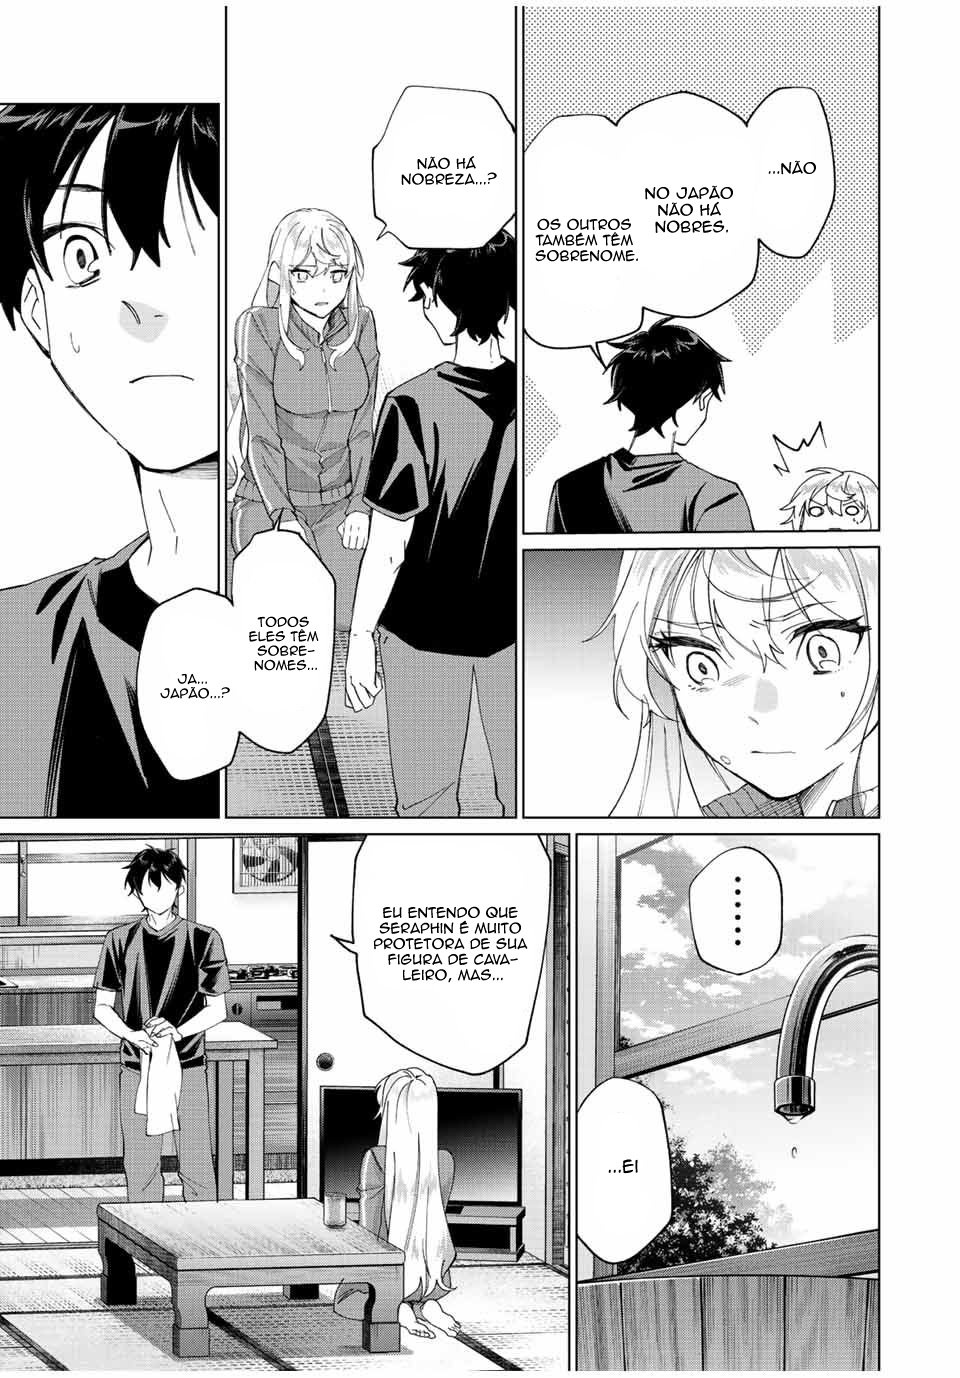 ...NÃO
NO JAPÃO
NÃO HÁ
NOBRES.
OS OUTROS
TAMBÉM TÊM
SOBRENOME.
NÃO HÁ
NOBREZA...?
TODOS
ELES TÊM
SOBRE-
NOMES...
JA...
JAPÃO...?
......
...EI
EU ENTENDO QUE
SERAPHIN É MUITO
PROTETORA DE SUA
FIGURA DE CAVA-
LEIRO, MAS...